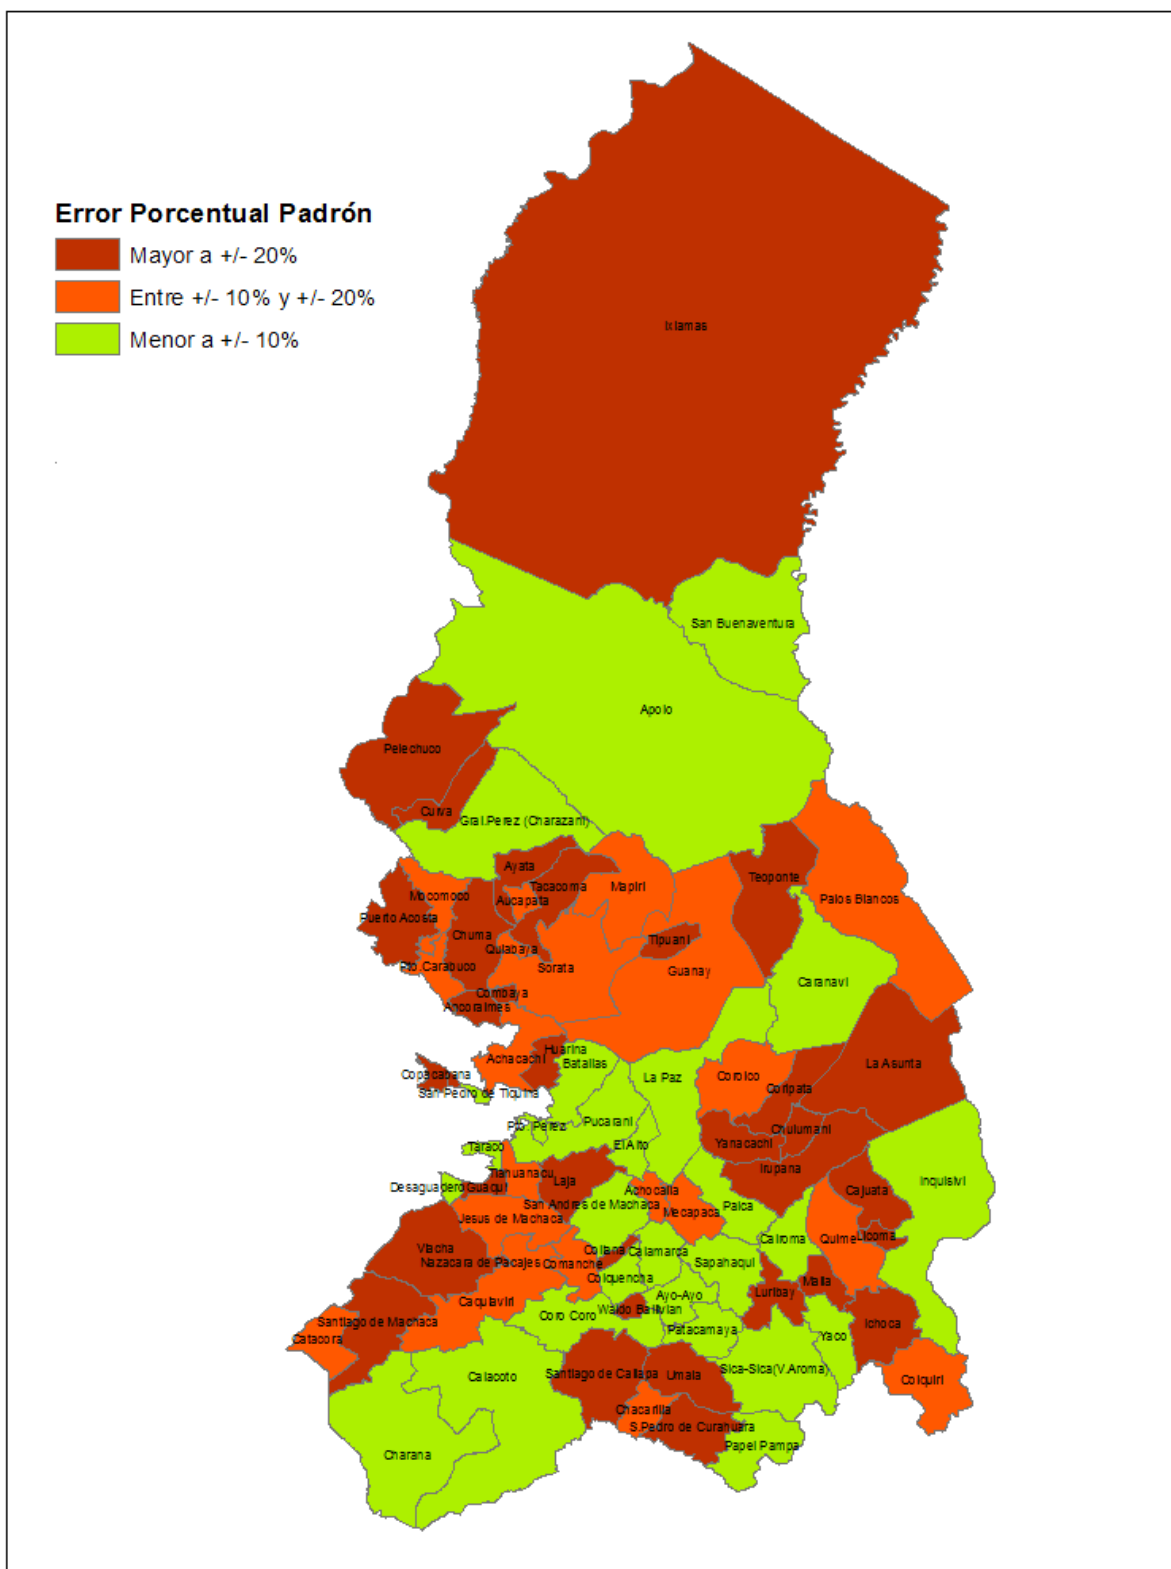 Error Porcentual Padrón
Mayor a +/- 20%
Entre +/- 10% y +/- 20%
Menor a +/- 10%
Ixiamas
San Buenaventura
Apolo
Pelechuco
Curva
Gral.Perez (Charazani)
Ayata
Tacacoma
Mapiri
Teoponte
Mocomoco
Aucapata
Palos Blancos
Puerto Acosta
Chuma
Quiabaya
Tipuani
Pto. Carabuco
Sorata
Guanay
Caranavi
Combaya
Ancoraimes
Huarina
Achacachi
Batallas
La Asunta
Copacabana
La Paz
Coroico
Coripata
San Pedro de Tiquina
Pto. Perez
Pucarani
Chulumani
El Alto
Yanacachi
Taraco
Irupana
Tiahuanacu
Laja
Inquisivi
Desaguadero
Guaqui
Achocalla
Cajuata
San Andres de Machaca
Palca
Mecapaca
Jesus de Machaca
Cairoma
Quime
Licoma
Viacha
Collana
Calamarca
Nazacara de Pacajes
Comanche
Sapahaqui
Colquencha
Malla
Luribay
Ayo-Ayo
Caquiaviri
Waldo Ballivian
Coro Coro
Santiago de Machaca
Patacamaya
Yaco
Ichoca
Catacora
Calacoto
Santiago de Callapa
Umala
Sica-Sica(V.Aroma)
Colquiri
Chacarilla
S.Pedro de Curahuara
Papel Pampa
Charana